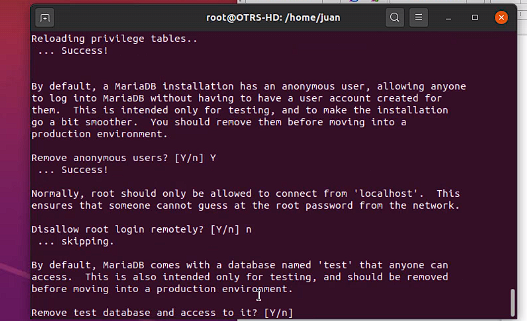 root@OTRS-HD: /home/juan
Reloading privilege tables..
 ... Success!
By default, a MariaDB installation has an anonymous user, allowing anyone
to log into MariaDB without having to have a user account created for
them.  This is intended only for testing, and to make the installation
go a bit smoother.  You should remove them before moving into a
production environment.
Remove anonymous users? [Y/n] Y
 ... Success!
Normally, root should only be allowed to connect from 'localhost'.  This
ensures that someone cannot guess at the root password from the network.
Disallow root login remotely? [Y/n] n
 ... skipping.
By default, MariaDB comes with a database named 'test' that anyone can
access.  This is also intended only for testing, and should be removed
before moving into a production environment.
Remove test database and access to it? [Y/n]